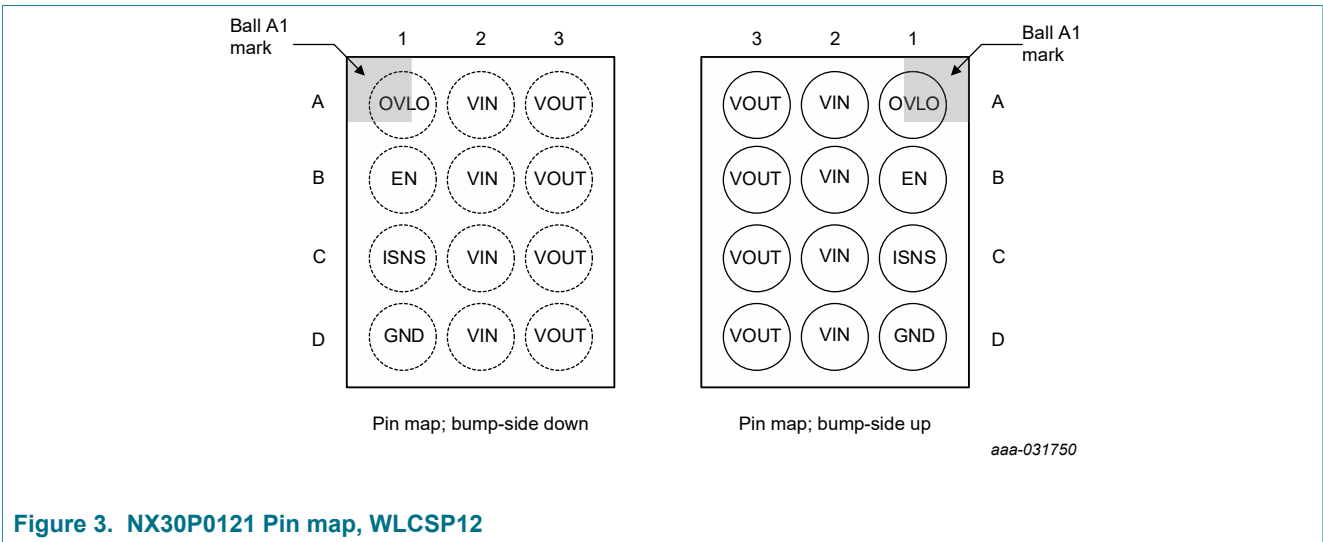 Ball A1
mark
1 2 3
3 2 1
Ball A1
mark
A OVLO VIN VOUT
VOUT VIN OVLO A
B EN VIN VOUT
VOUT VIN EN B
C ISNS VIN VOUT
VOUT VIN ISNS C
D GND VIN VOUT
VOUT VIN GND D
Pin map; bump-side down
Pin map; bump-side up
aaa-031750
Figure 3. NX30P0121 Pin map, WLCSP12